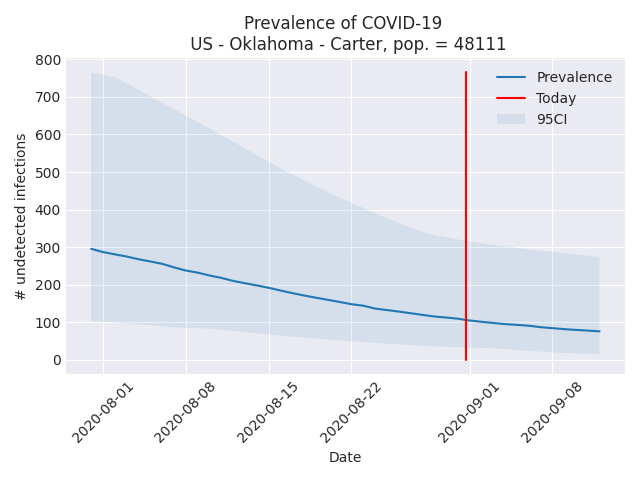 Prevalence of COVID-19
US - Oklahoma - Carter, pop. = 48111
800
700
600
500
400
300
200
100
0
# undetected infections
Prevalence
Today
95CI
2020-08-01
2020-08-08
2020-08-15
2020-08-22
2020-09-01
2020-09-08
Date